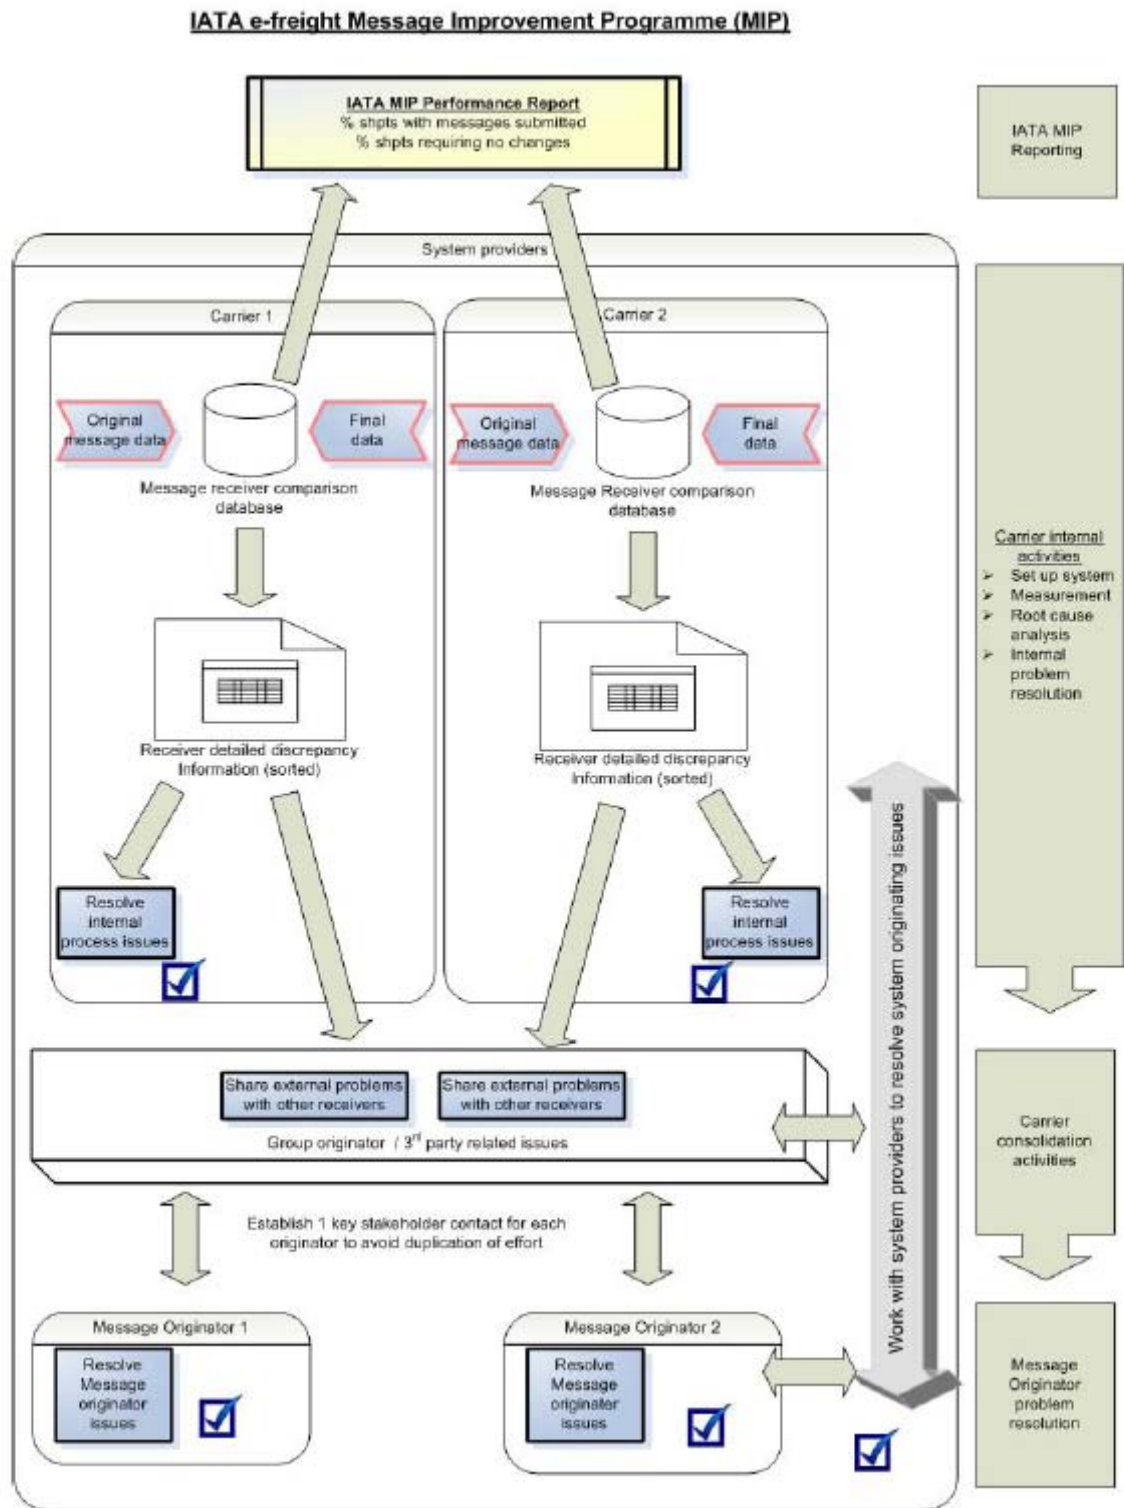 IATA e-freight Message Improvement Programme (MIP)
IATA MIP Performance Report
% shpts with messages submitted
% shpts requiring no changes
IATA MIP
Reporting
System providers
Carrier 1
Carrier 2
Original
message data
Final
data
Original
message data
Final
data
Message receiver comparison
database
Message Receiver comparison
database
Carrier internal
activities
➢ Set up system
➢ Measurement
➢ Root cause
analysis
➢ Internal
problem
resolution
Receiver detailed discrepancy
Information (sorted)
Receiver detailed discrepancy
Information (sorted)
Resolve
internal
process issues
Resolve
internal
process issues
Work with system providers to resolve system originating issues
Share external problems
with other receivers
Share external problems
with other receivers
Group originator / 3rd party related issues
Carrier
consolidation
activities
Establish 1 key stakeholder contact for each
originator to avoid duplication of effort
Message Originator 1
Message Originator 2
Resolve
Message
originator
issues
Resolve
Message
originater
issues
Message
Originator
problem
resolution